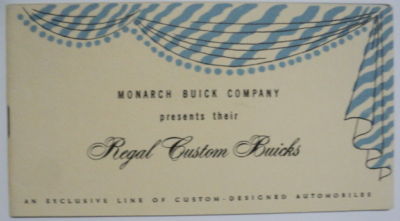 MONARCH BUICK COMPANY
presents their
Regal Custom Buicks
AN EXCLUSIVE LINE OF CUSTOM-DESIGNED AUTOMOBILES